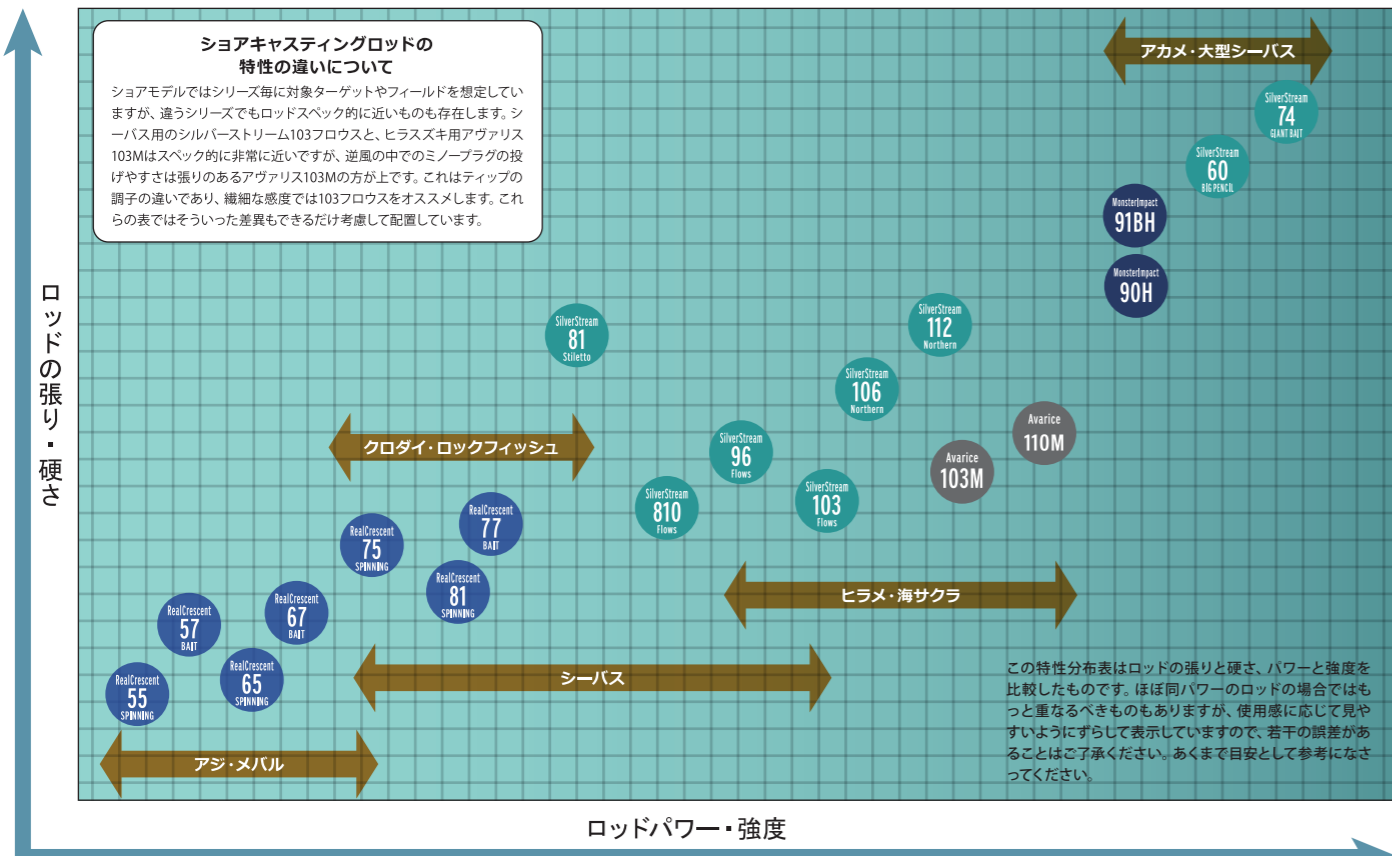 ショアキャスティングロッドの
特性の違いについて
ショアモデルではシリーズ毎に対象ターゲットやフィールドを想定してい
ますが、違うシリーズでもロッドスペック的に近いものも存在します。シ
ーバス用のシルバーストリーム103フロウスと、ヒラスズキ用アヴァリス
103Mはスペック的に非常に近いですが、逆風の中でのミノープラグの投
げやすさは張りのあるアヴァリス103Mの方が上です。これはティップの
調子の違いであり、繊細な感度では103フロウスをオススメします。これ
らの表ではそういった差異もできるだけ考慮して配置しています。
アカメ・大型シーバス
SilverStream
74
GIANT BAIT
SilverStream
60
BIG PENCIL
MonsterImpact
91BH
MonsterImpact
90H
ロッドの張り・硬さ
SilverStream
81
Stiletto
SilverStream
112
Northern
SilverStream
106
Northern
Avarice
110M
Avarice
103M
クロダイ・ロックフィッシュ
SilverStream
96
Flows
SilverStream
810
Flows
SilverStream
103
Flows
RealCrescent
77
BAIT
RealCrescent
75
SPINNING
RealCrescent
81
SPINNING
ヒラメ・海サクラ
RealCrescent
67
BAIT
RealCrescent
57
BAIT
RealCrescent
65
SPINNING
RealCrescent
55
SPINNING
シーバス
アジ・メバル
この特性分布表はロッドの張りと硬さ、パワーと強度を
比較したものです。ほぼ同パワーのロッドの場合ではも
っと重なるべきものもありますが、使用感に応じて見や
すいようにずらして表示していますので、若干の誤差があ
ることはご了承ください。あくまで目安として参考になさ
ってください。
ロッドパワー・強度